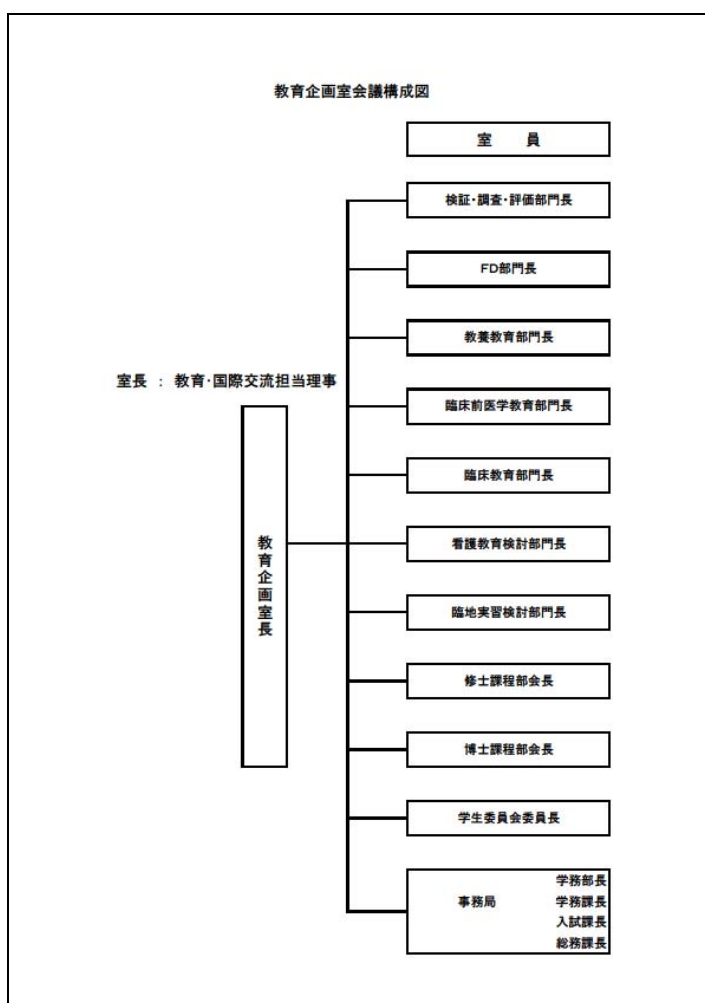 教育企画室会議構成図
室　員
検証・調査・評価部門長
FD部門長
教養教育部門長
室長 ： 教育・国際交流担当理事
臨床前医学教育部門長
臨床教育部門長
教育企画室長
看護教育検討部門長
臨地実習検討部門長
修士課程部会長
博士課程部会長
学生委員会委員長
事務局
学務部長
学務課長
入試課長
総務課長